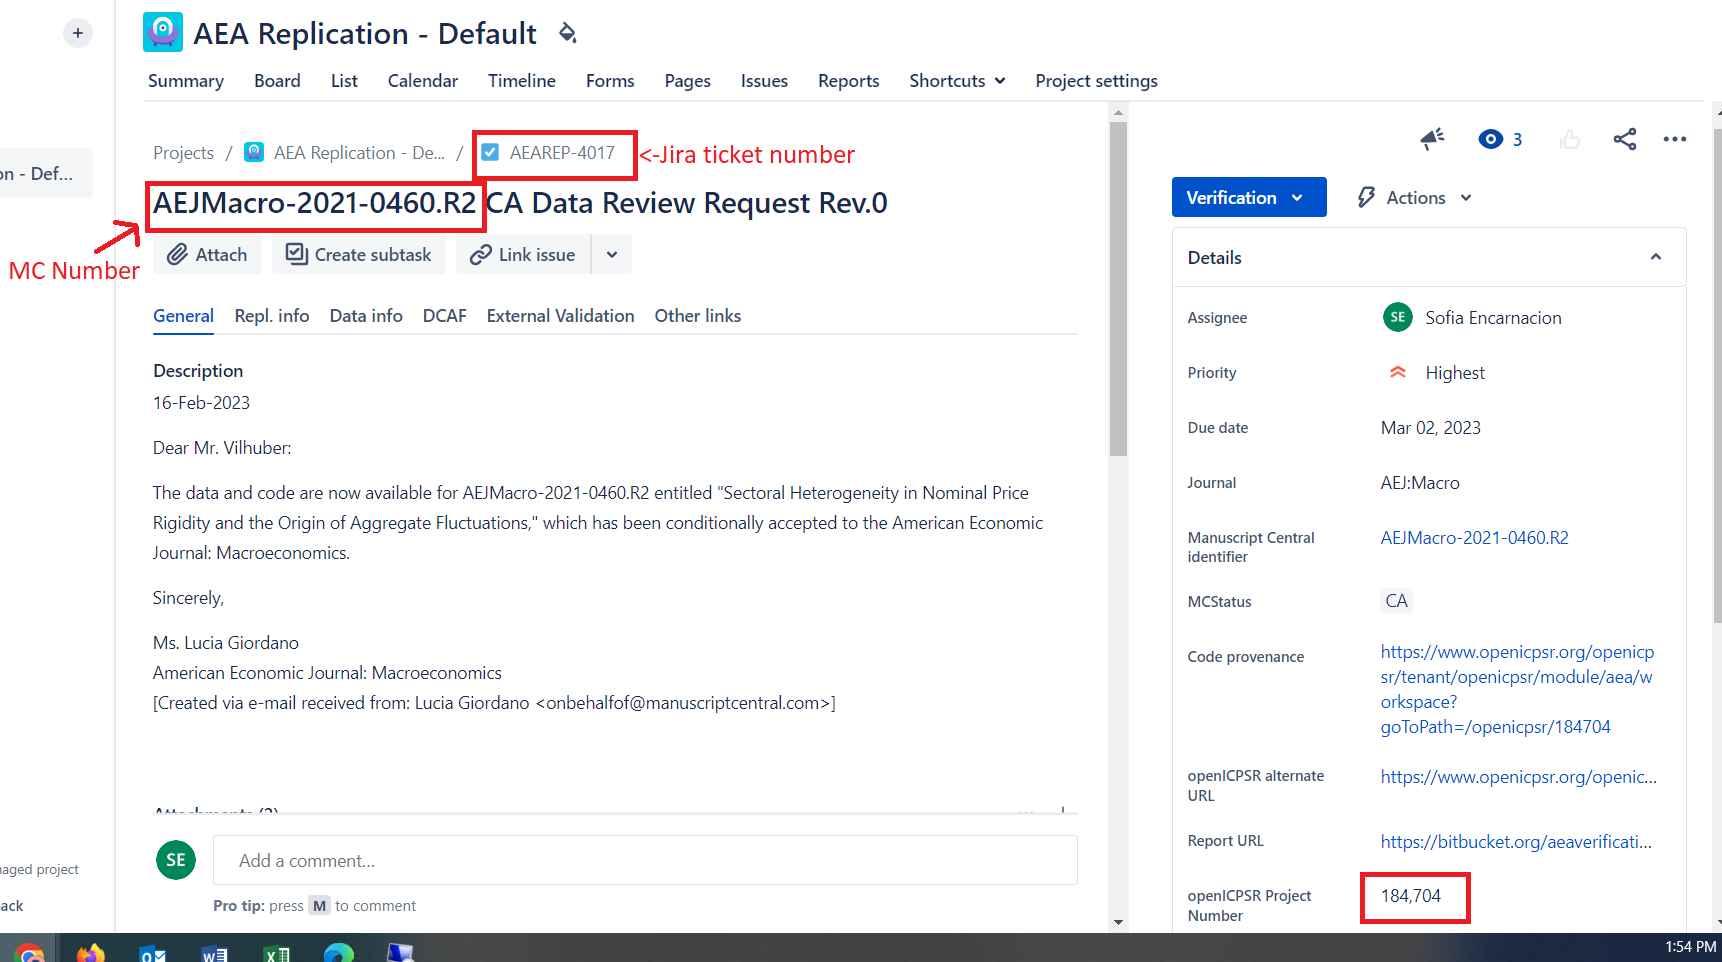 AEA Replication - Default
Summary Board List Calendar Timeline Forms Pages Issues Reports Shortcuts Project settings
Projects / AEA Replication - De... / AEAREP-4017 <-Jira ticket number
on - Def...
AEJMacro-2021-0460.R2 CA Data Review Request Rev.0
MC Number
Attach Create subtask Link issue
General Repl. info Data info DCAF External Validation Other links
Description
16-Feb-2023
Dear Mr. Vilhuber:
The data and code are now available for AEJMacro-2021-0460.R2 entitled "Sectoral Heterogeneity in Nominal Price
Rigidity and the Origin of Aggregate Fluctuations," which has been conditionally accepted to the American Economic
Journal: Macroeconomics.
Sincerely,
Ms. Lucia Giordano
American Economic Journal: Macroeconomics
[Created via e-mail received from: Lucia Giordano <onbehalfof@manuscriptcentral.com>]
Attachments (2)
SE Add a comment...
Pro tip: press M to comment
naged project
ack
3
Verification Actions
Details
Assignee SE Sofia Encarnacion
Priority Highest
Due date Mar 02, 2023
Journal AEJ:Macro
Manuscript Central
identifier
AEJMacro-2021-0460.R2
MCStatus CA
Code provenance
https://www.openicpsr.org/openicp
sr/tenant/openicpsr/module/aea/w
orkspace?
goToPath=/openicpsr/184704
openICPSR alternate
URL
https://www.openicpsr.org/openic...
Report URL https://bitbucket.org/aeaverificati...
openICPSR Project
Number
184,704
1:54 PM